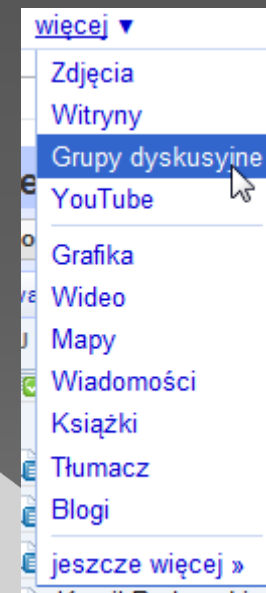 więcej ▼
Zdjęcia
Witryny
Grupy dyskusyjne
YouTube
Grafika
Wideo
Mapy
Wiadomości
Książki
Tłumacz
Blogi
jeszcze więcej »